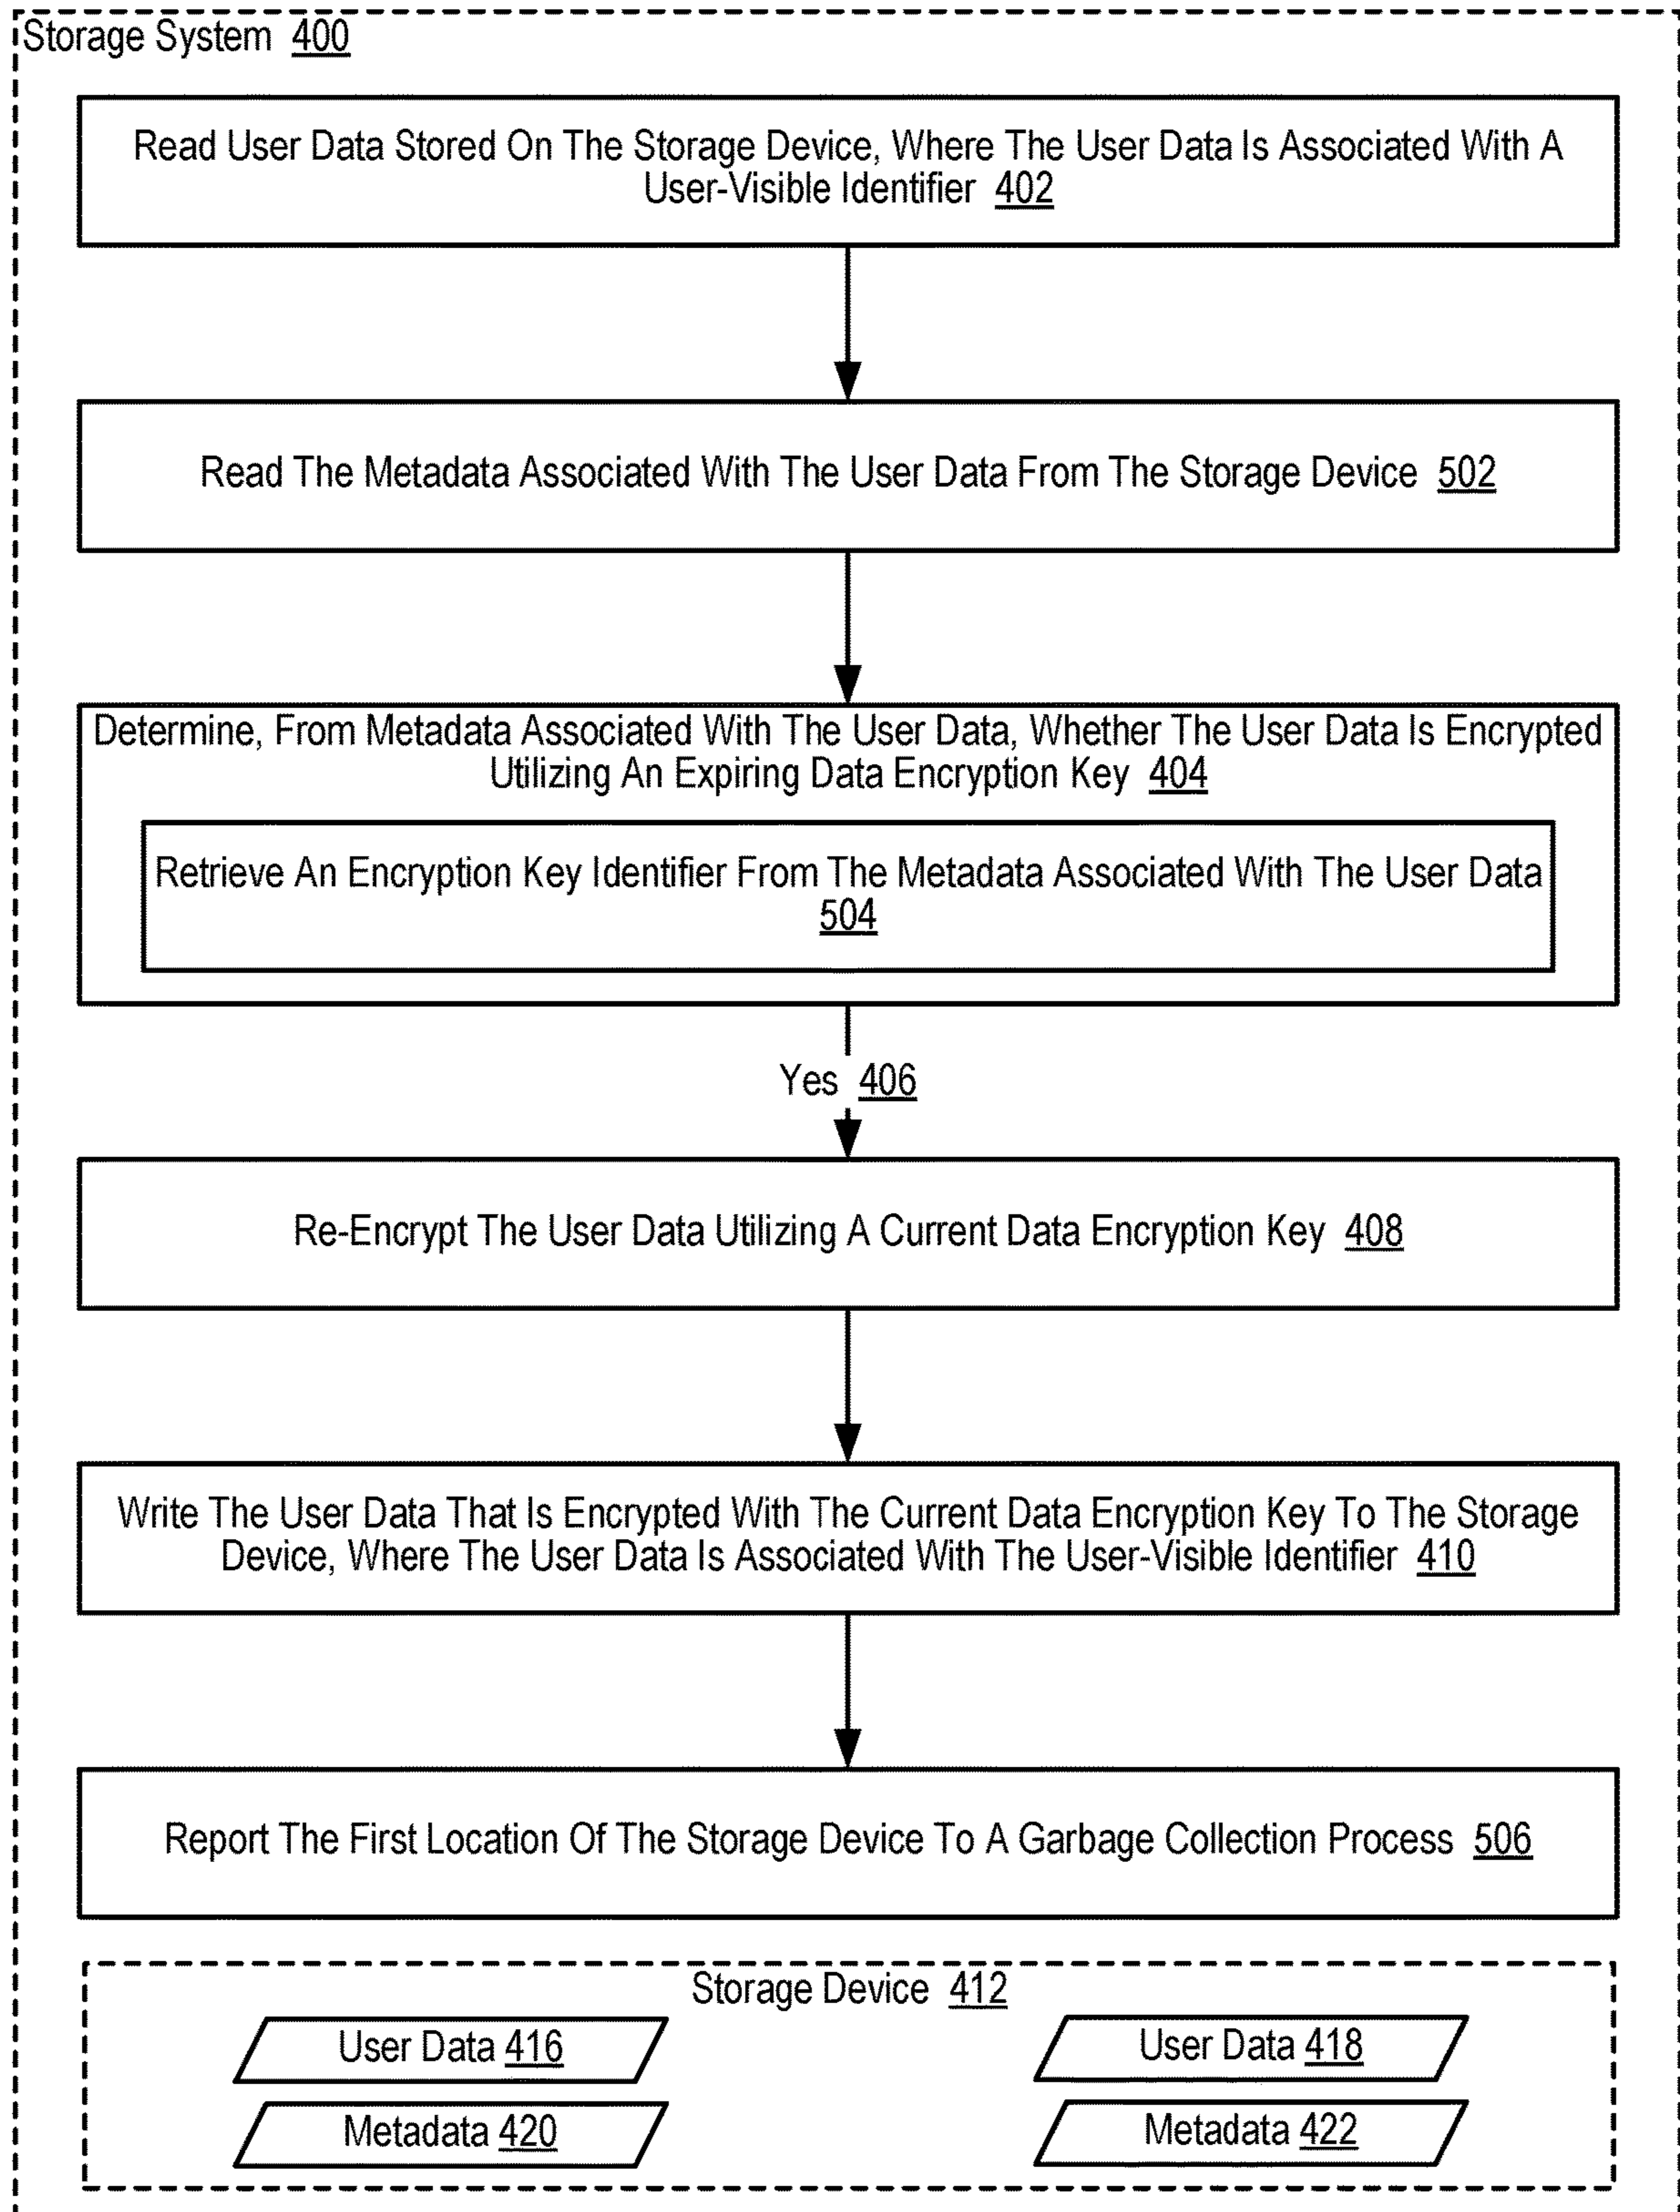 Storage System 400
Read User Data Stored On The Storage Device, Where The User Data Is Associated With A
User-Visible Identifier 402
Read The Metadata Associated With The User Data From The Storage Device 502
Determine, From Metadata Associated With The User Data, Whether The User Data Is Encrypted
Utilizing An Expiring Data Encryption Key 404
Retrieve An Encryption Key Identifier From The Metadata Associated With The User Data
504
Yes 406
Re-Encrypt The User Data Utilizing A Current Data Encryption Key 408
Write The User Data That Is Encrypted With The Current Data Encryption Key To The Storage
Device, Where The User Data Is Associated With The User-Visible Identifier 410
Report The First Location Of The Storage Device To A Garbage Collection Process 506
Storage Device 412
User Data 416
User Data 418
Metadata 420
Metadata 422